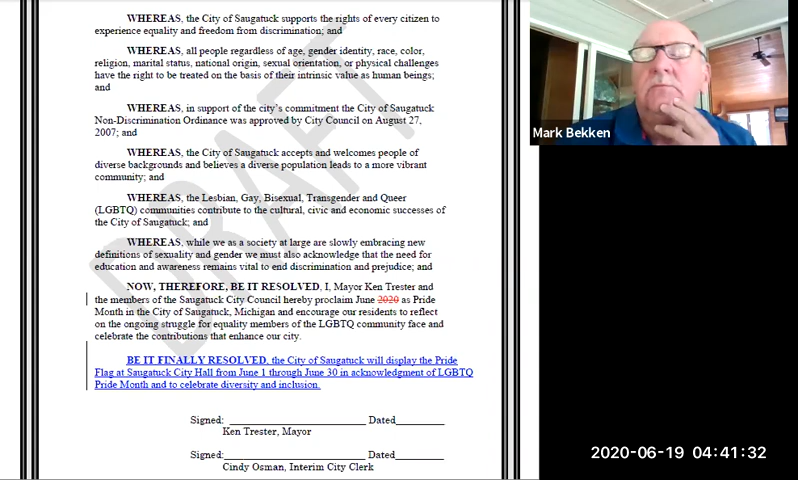 WHEREAS, the City of Saugatuck supports the rights of every citizen to
experience equality and freedom from discrimination; and
WHEREAS, all people regardless of age, gender identity, race, color,
religion, marital status, national origin, sexual orientation, or physical challenges
have the right to be treated on the basis of their intrinsic value as human beings;
and
WHEREAS, in support of the city's commitment the City of Saugatuck
Non-Discrimination Ordinance was approved by City Council on August 27,
2007; and
WHEREAS, the City of Saugatuck accepts and welcomes people of
diverse backgrounds and believes a diverse population leads to a more vibrant
community; and
WHEREAS, the Lesbian, Gay, Bisexual, Transgender and Queer
(LGBTQ) communities contribute to the cultural, civic and economic successes of
the City of Saugatuck; and
WHEREAS, while we as a society at large are slowly embracing new
definitions of sexuality and gender we must also acknowledge that the need for
education and awareness remains vital to end discrimination and prejudice; and
NOW, THEREFORE, BE IT RESOLVED, I, Mayor Ken Trester and
the members of the Saugatuck City Council hereby proclaim June 2020 as Pride
Month in the City of Saugatuck, Michigan and encourage our residents to reflect
on the ongoing struggle for equality members of the LGBTQ community face and
celebrate the contributions that enhance our city.
BE IT FINALLY RESOLVED, the City of Saugatuck will display the Pride
Flag at Saugatuck City Hall from June 1 through June 30 in acknowledgment of LGBTQ
Pride Month and to celebrate diversity and inclusion.
Signed: ____________________________ Dated__________
Ken Trester, Mayor
Signed:____________________________ Dated__________
Cindy Osman, Interim City Clerk
DRAFT
Mark Bekken
2020-06-19 04:41:32